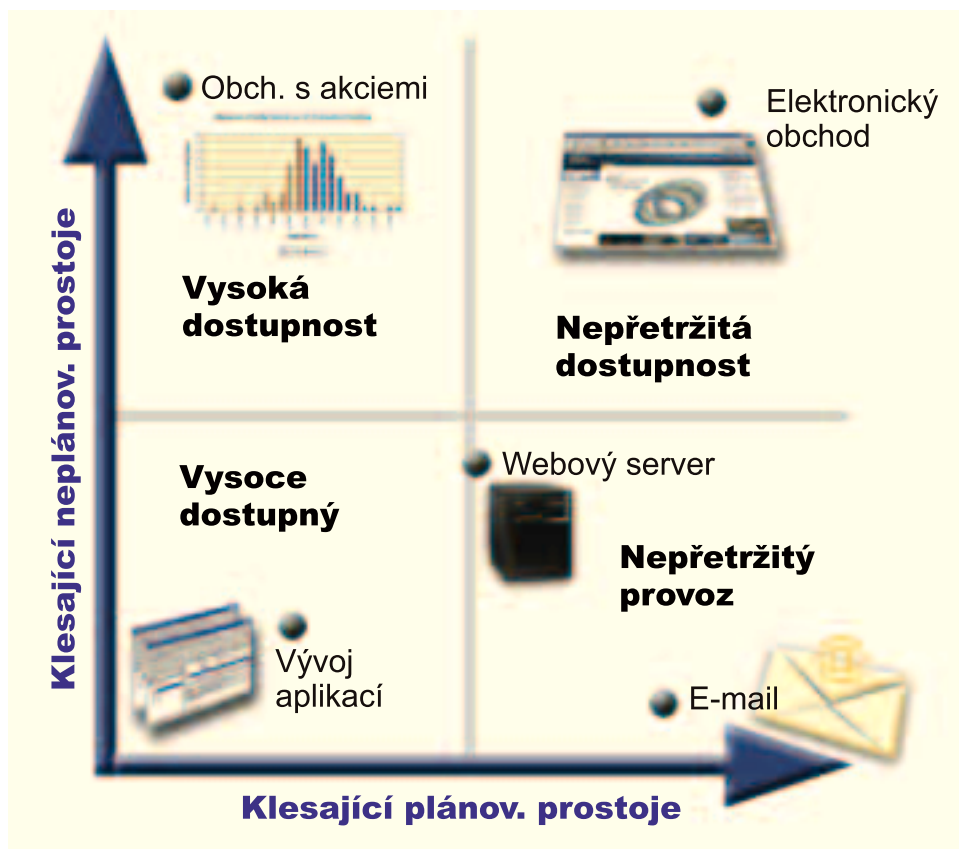 Obch. s akciemi
Elektronický
obchod
Vysoká
dostupnost
Nepřetržitá
dostupnost
Klesající neplánov. prostoje
Vysoce
dostupný
Webový server
Nepřetržitý
provoz
Vývoj
aplikací
E-mail
Klesající plánov. prostoje